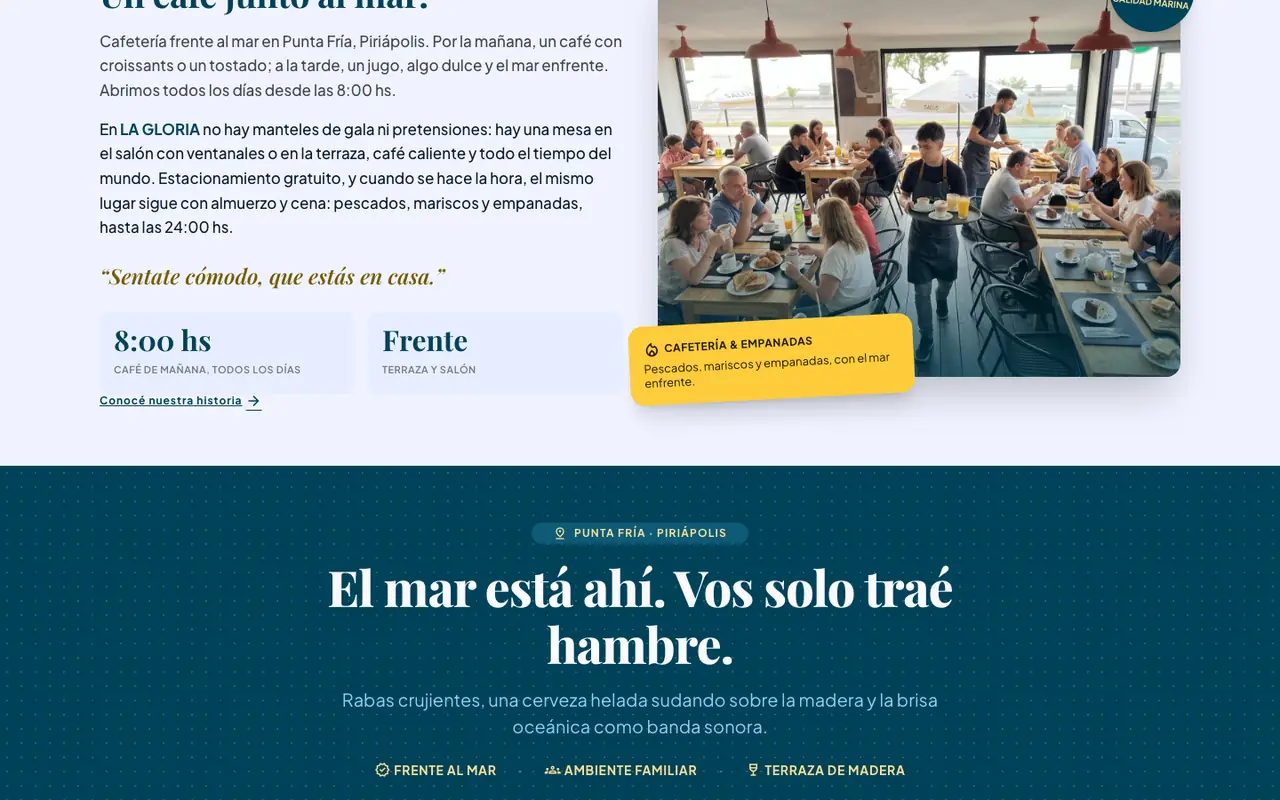 Un café junto al mar.
CALIDAD MARINA
Cafetería frente al mar en Punta Fría, Piriápolis. Por la mañana, un café con
croissants o un tostado; a la tarde, un jugo, algo dulce y el mar enfrente.
Abrimos todos los días desde las 8:00 hs.
En LA GLORIA no hay manteles de gala ni pretensiones: hay una mesa en
el salón con ventanales o en la terraza, café caliente y todo el tiempo del
mundo. Estacionamiento gratuito, y cuando se hace la hora, el mismo
lugar sigue con almuerzo y cena: pescados, mariscos y empanadas,
hasta las 24:00 hs.
“Sentate cómodo, que estás en casa.”
8:00 hs
CAFÉ DE MAÑANA, TODOS LOS DÍAS
Frente
TERRAZA Y SALÓN
Conocé nuestra historia →
CAFETERÍA & EMPANADAS
Pescados, mariscos y empanadas, con el mar
enfrente.
PUNTA FRÍA · PIRIÁPOLIS
El mar está ahí. Vos solo traé
hambre.
Rabas crujientes, una cerveza helada sudando sobre la madera y la brisa
oceánica como banda sonora.
FRENTE AL MAR · AMBIENTE FAMILIAR · TERRAZA DE MADERA